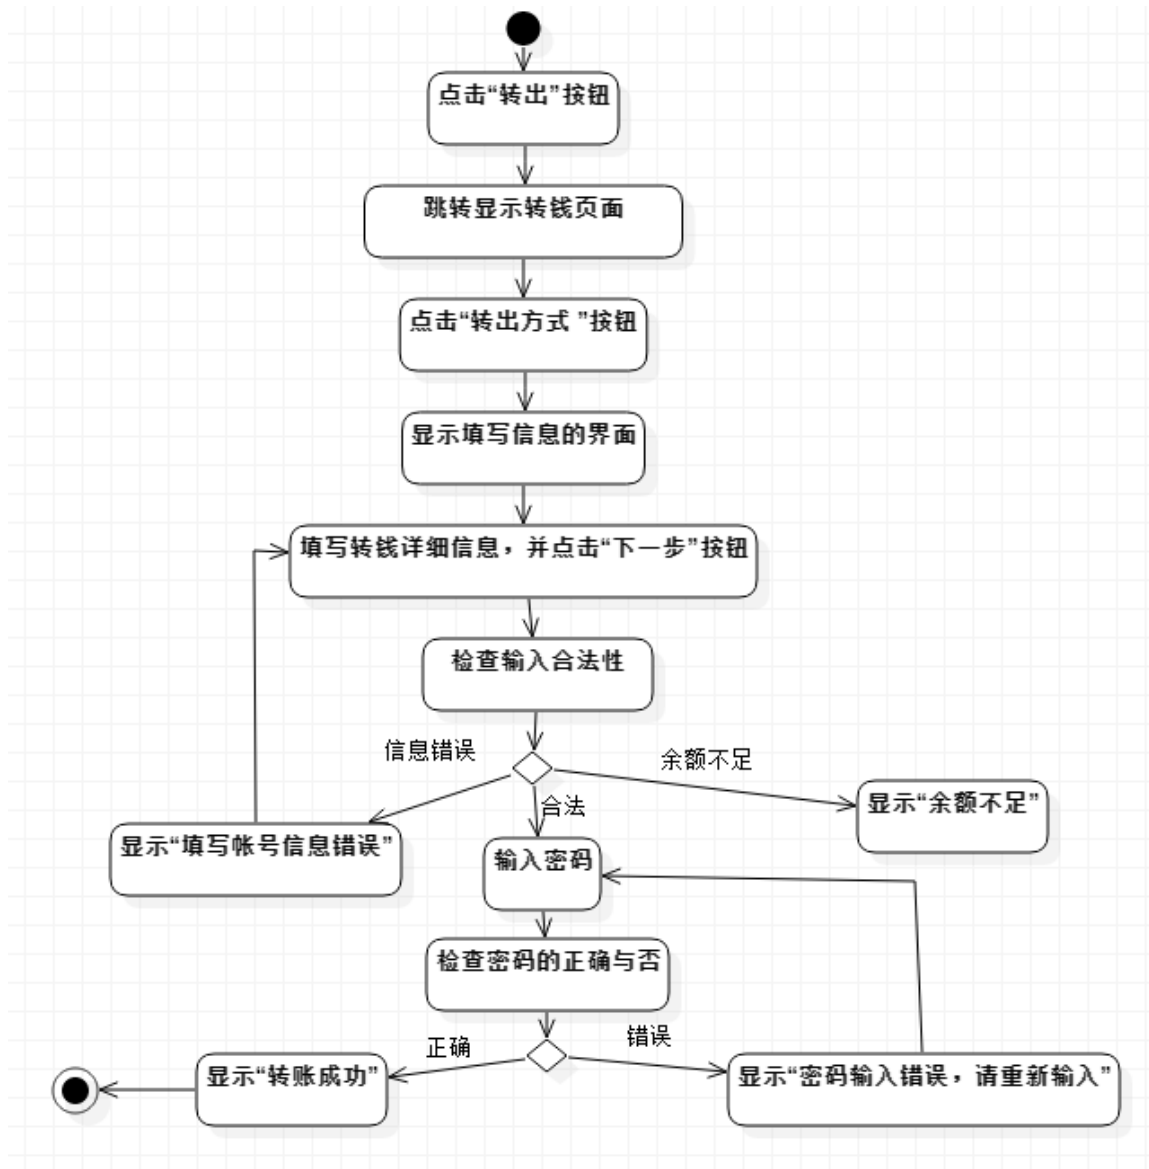 点击“转出”按钮
跳转显示转钱页面
点击“转出方式 ”按钮
显示填写信息的界面
填写转钱详细信息，并点击“下一步”按钮
检查输入合法性
信息错误
余额不足
合法
显示“余额不足”
显示“填写帐号信息错误”
输入密码
检查密码的正确与否
正确
错误
显示“转账成功”
显示“密码输入错误，请重新输入”